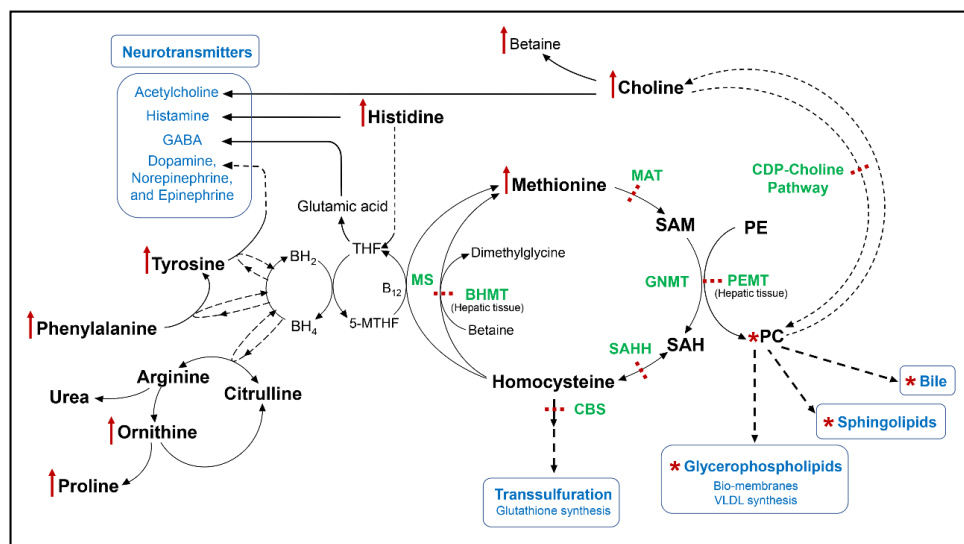 Neurotransmitters
Acetylcholine
Histamine
GABA
Dopamine,
Norepinephrine,
and Epinephrine
Betaine
Choline
Histidine
CDP-Choline
Pathway
Methionine
MAT
Glutamic acid
SAM
PE
THF
Dimethylglycine
Tyrosine
BH2
MS
B12
BHMT
(Hepatic tissue)
GNMT
PEMT
(Hepatic tissue)
Phenylalanine
BH4
5-MTHF
Betaine
SAH
*PC
SAHH
Arginine
Homocysteine
Urea
Citrulline
* Bile
CBS
* Sphingolipids
Ornithine
* Glycerophospholipids
Bio-membranes
VLDL synthesis
Proline
Transsulfuration
Glutathione synthesis